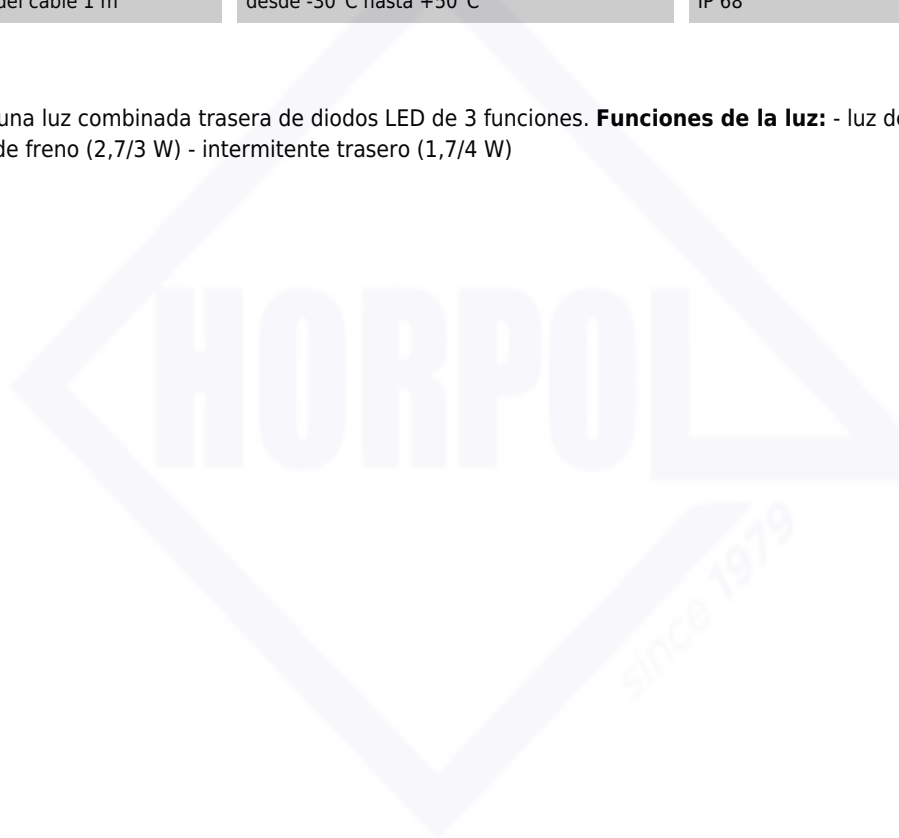 del cable 1 m
desde -30°C hasta +50°C
IP 68
una luz combinada trasera de diodos LED de 3 funciones. Funciones de la luz: - luz de
de freno (2,7/3 W) - intermitente trasero (1,7/4 W)
HORPOL
since 1979